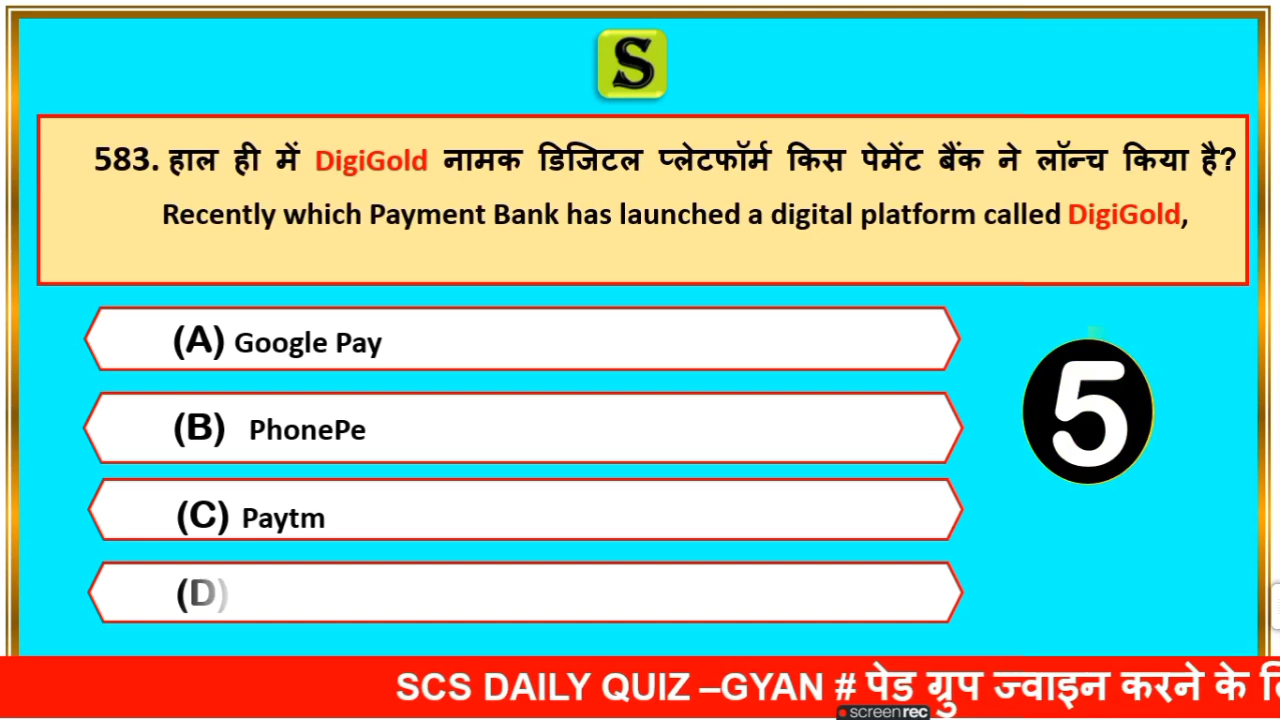 S
583. हाल ही में DigiGold नामक डिजिटल प्लेटफॉर्म किस पेमेंट बैंक ने लॉन्च किया है?
Recently which Payment Bank has launched a digital platform called DigiGold,
(A) Google Pay
(B) PhonePe
5
(C) Paytm
(D)
SCS DAILY QUIZ –GYAN # पेड ग्रुप ज्वाइन करने के
screenrec